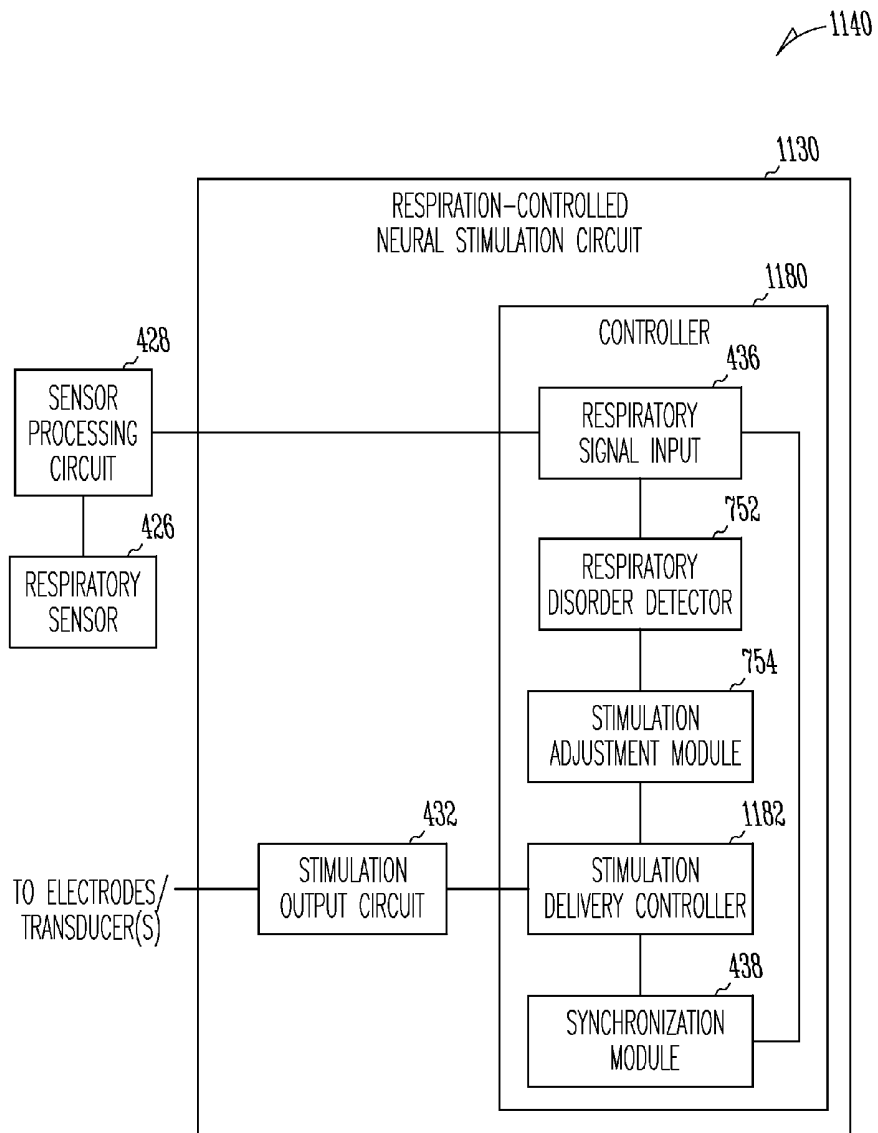 1140
1130
RESPIRATION-CONTROLLED
NEURAL STIMULATION CIRCUIT
1180
CONTROLLER
428
SENSOR
PROCESSING
CIRCUIT
436
RESPIRATORY
SIGNAL INPUT
426
RESPIRATORY
SENSOR
752
RESPIRATORY
DISORDER DETECTOR
754
STIMULATION
ADJUSTMENT MODULE
432
STIMULATION
OUTPUT CIRCUIT
1182
STIMULATION
DELIVERY CONTROLLER
TO ELECTRODES/
TRANSDUCER(S)
438
SYNCHRONIZATION
MODULE